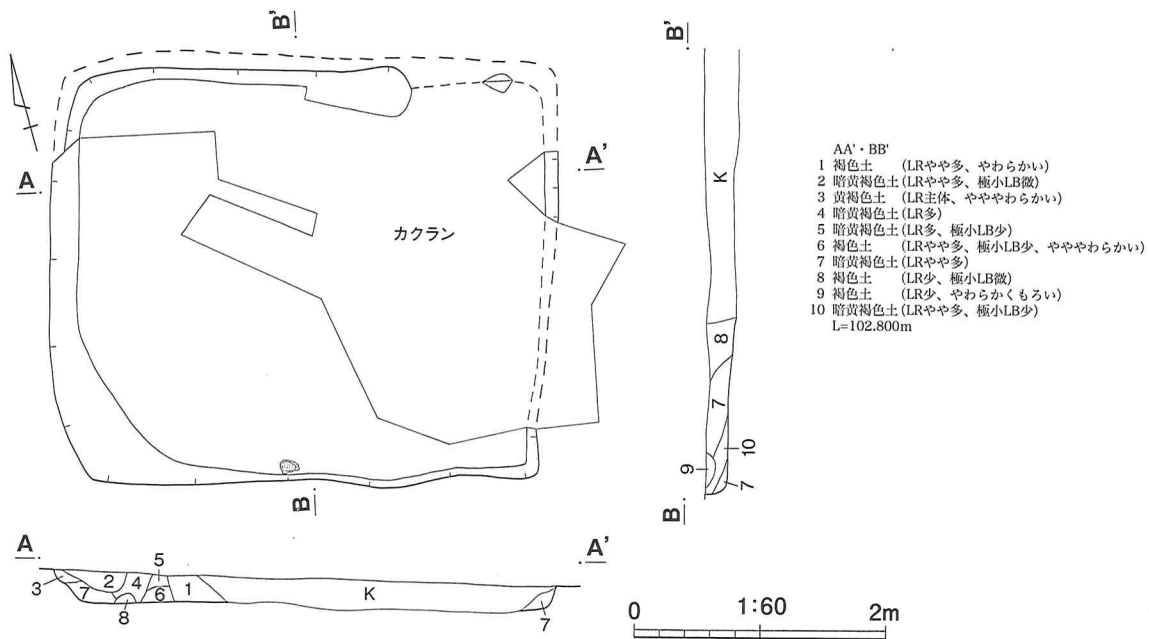 B'
B'
A
A'
カクラン
K
8
7
10
9
7
B
B
AA'・BB'
1 褐色土 (LRやや多、やわらかい)
2 暗黄褐色土(LRやや多、極小LB微)
3 黄褐色土 (LR主体、やややわらかい)
4 暗黄褐色土(LR多)
5 暗黄褐色土(LR多、極小LB少)
6 褐色土 (LRやや多、極小LB少、やややわらかい)
7 暗黄褐色土(LRやや多)
8 褐色土 (LR少、極小LB微)
9 褐色土 (LR少、やわらかくもろい)
10 暗黄褐色土(LRやや多、極小LB少)
L=102.800m
A
A'
5
3 7 2 4 6 1 K
8 7
0 1:60 2m